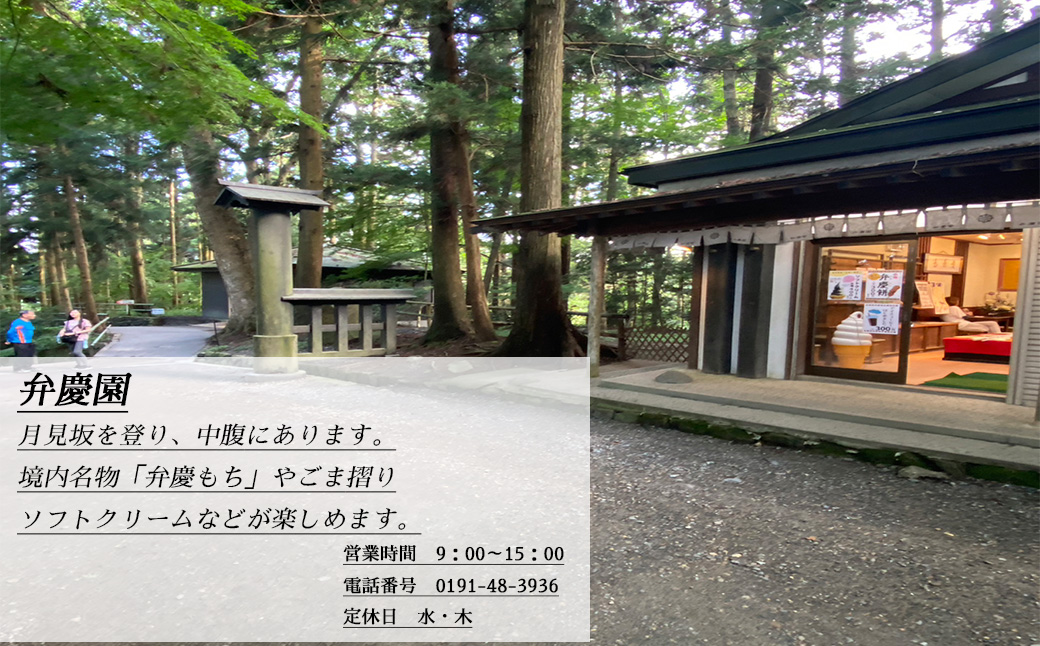 弁慶園
月見坂を登り、中腹にあります。
境内名物「弁慶もち」やごま摺り
ソフトクリームなどが楽しめます。
営業時間　9：00～15：00
電話番号　0191-48-3936
定休日　水・木
弁慶餅
300